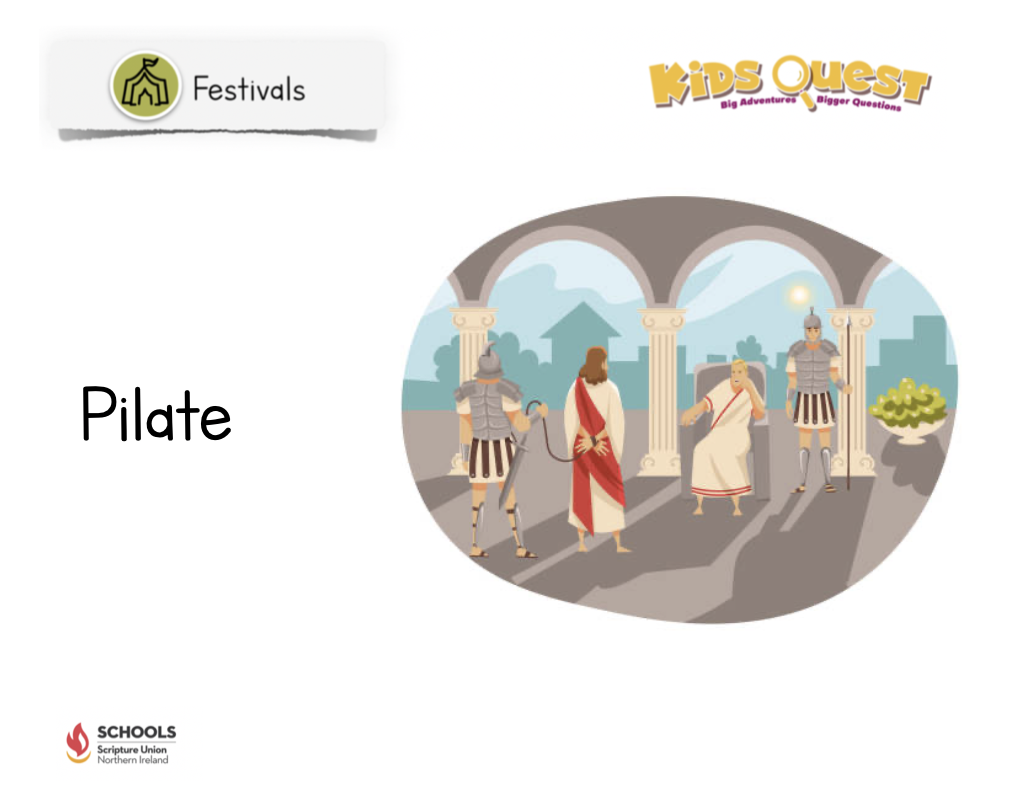 Festivals
KiDS QUEST
Big Adventures Bigger Questions
Pilate
SCHOOLS
Scripture Union
Northern Ireland